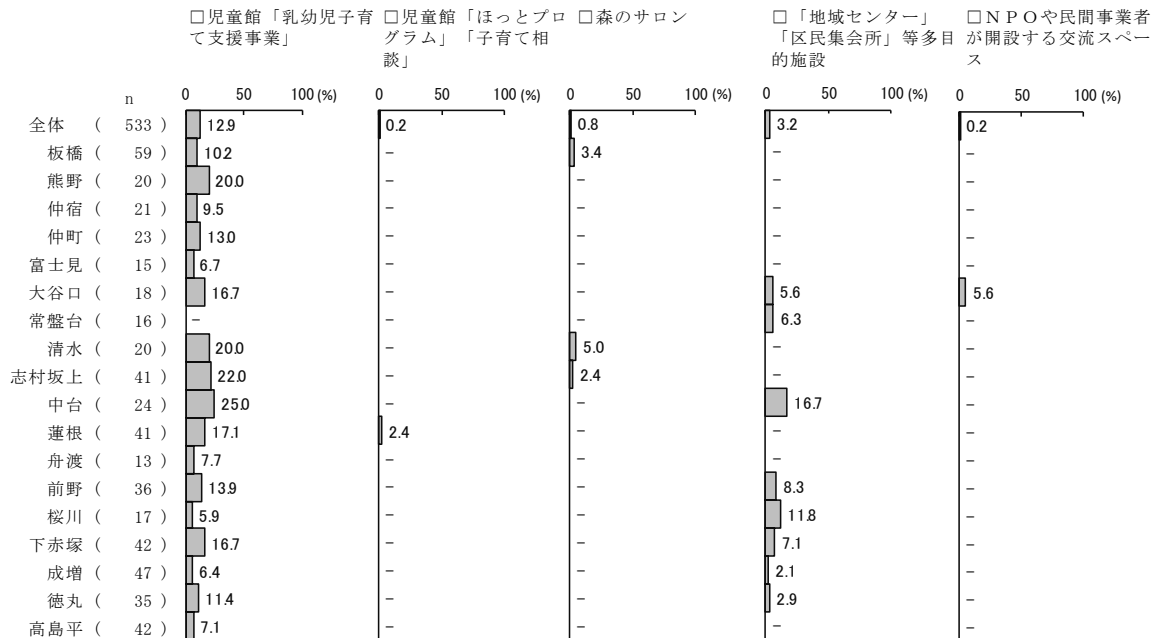 □児童館「乳幼児子育て支援事業」
□児童館「ほっとプログラム」「子育て相談」
□森のサロン
□「地域センター」「区民集会所」等多目的施設
□ＮＰＯや民間事業者が開設する交流スペース
n 0 50 100 (%) 0 50 100 (%) 0 50 100 (%) 0 50 100 (%) 0 50 100 (%)
全体 ( 533 ) 12.9 0.2 0.8 3.2 0.2
板橋 ( 59 ) 10.2 － 3.4 － －
熊野 ( 20 ) 20.0 － － － －
仲宿 ( 21 ) 9.5 － － － －
仲町 ( 23 ) 13.0 － － － －
富士見 ( 15 ) 6.7 － － － －
大谷口 ( 18 ) 16.7 － － 5.6 5.6
常盤台 ( 16 ) － － － 6.3 －
清水 ( 20 ) 20.0 － 5.0 － －
志村坂上 ( 41 ) 22.0 － 2.4 － －
中台 ( 24 ) 25.0 － － 16.7 －
蓮根 ( 41 ) 17.1 2.4 － － －
舟渡 ( 13 ) 7.7 － － － －
前野 ( 36 ) 13.9 － － 8.3 －
桜川 ( 17 ) 5.9 － － 11.8 －
下赤塚 ( 42 ) 16.7 － － 7.1 －
成増 ( 47 ) 6.4 － － 2.1 －
徳丸 ( 35 ) 11.4 － － 2.9 －
高島平 ( 42 ) 7.1 － － － －